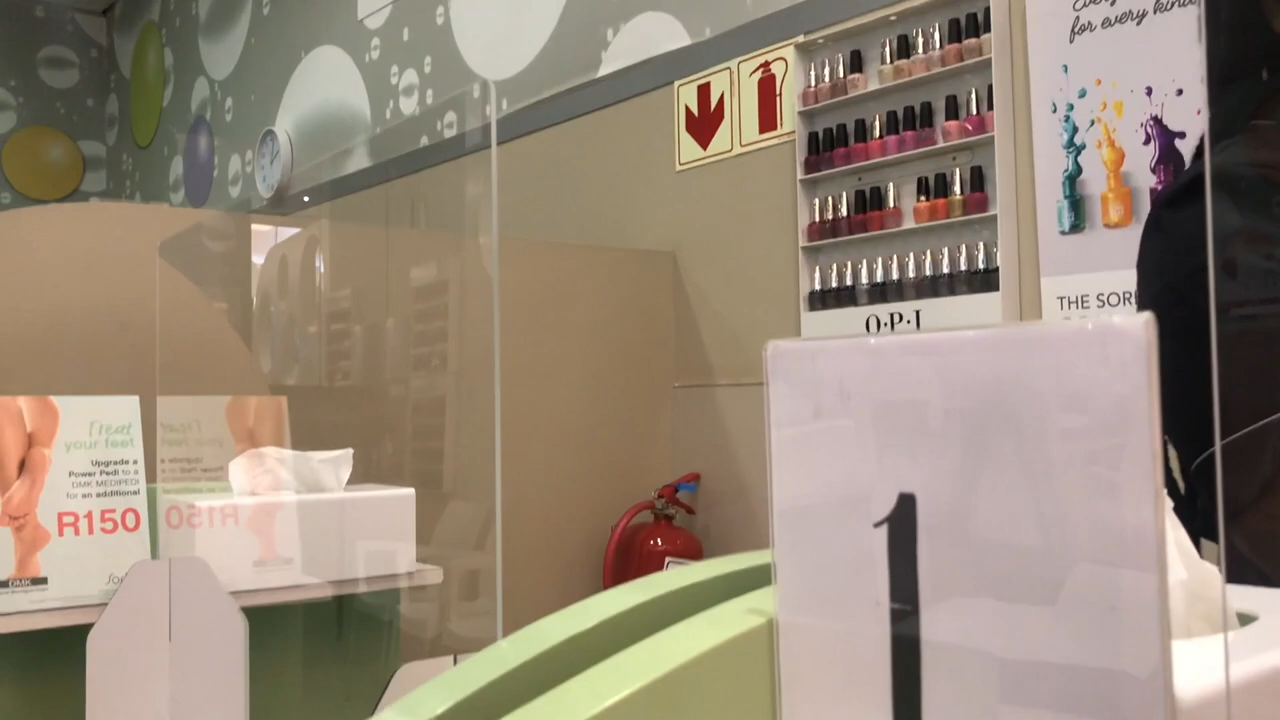 for every kind
O·P·I
THE
Treat
your feet
Upgrade a
Power Pedi to a
DMK MEDIPEDI
for an additional
R150
DMK
1